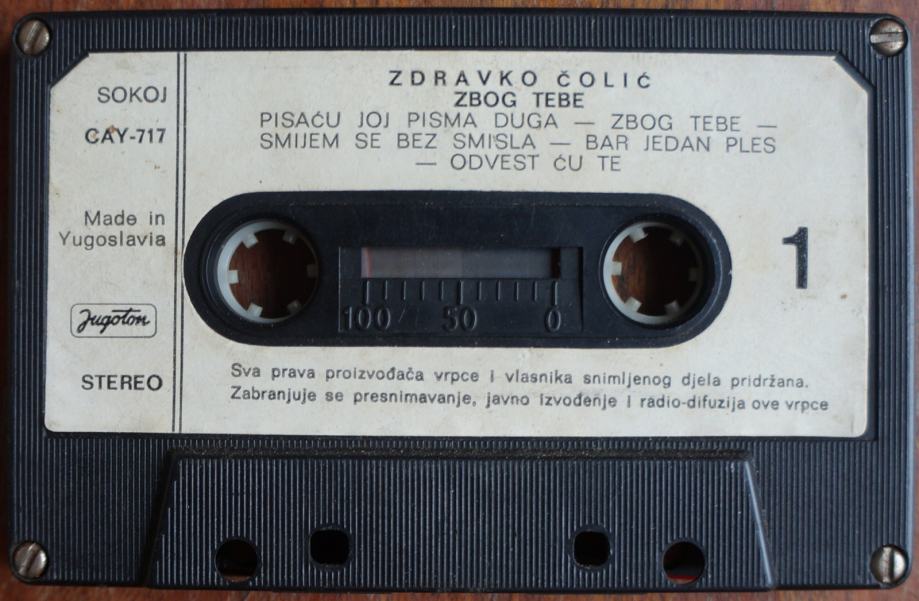 ZDRAVKO ČOLIĆ
ZBOG TEBE
PISAĆU JOJ PISMA DUGA — ZBOG TEBE —
SMIJEM SE BEZ SMISLA — BAR JEDAN PLES
— ODVEST ĆU TE
SOKOJ
CAY-717
Made in
Yugoslavia
Jugoton
STEREO
1
100 50 0
Sva prava proizvođača vrpce i vlasnika snimljenog djela pridržana.
Zabranjuje se presnimavanje, javno izvođenje i radio-difuzija ove vrpce